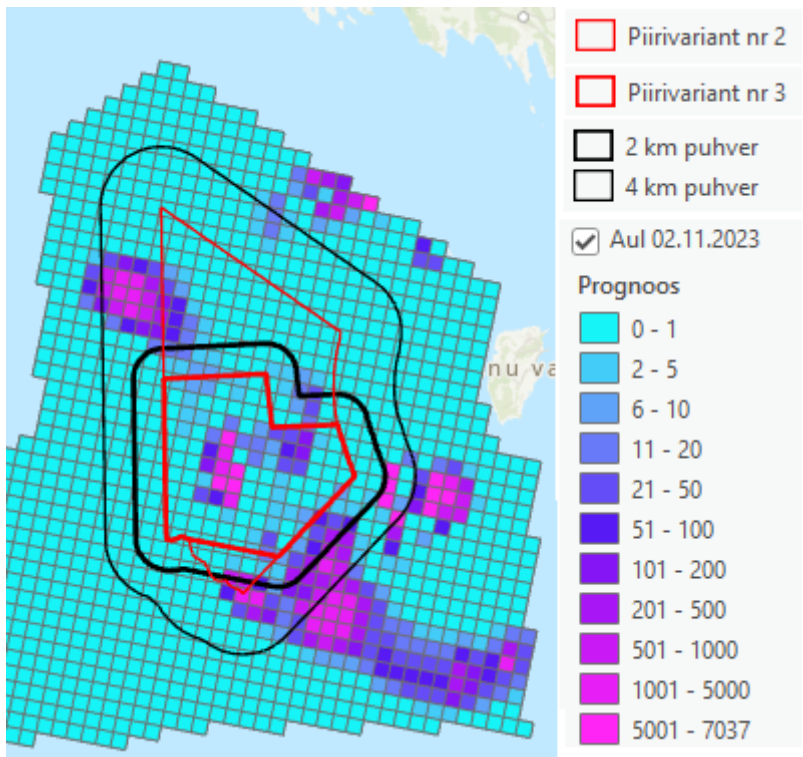 Piirivariant nr 2
Piirivariant nr 3
2 km puhver
4 km puhver
Aul 02.11.2023
Prognoos
0 - 1
2 - 5
6 - 10
11 - 20
21 - 50
51 - 100
101 - 200
201 - 500
501 - 1000
1001 - 5000
5001 - 7037
nu va